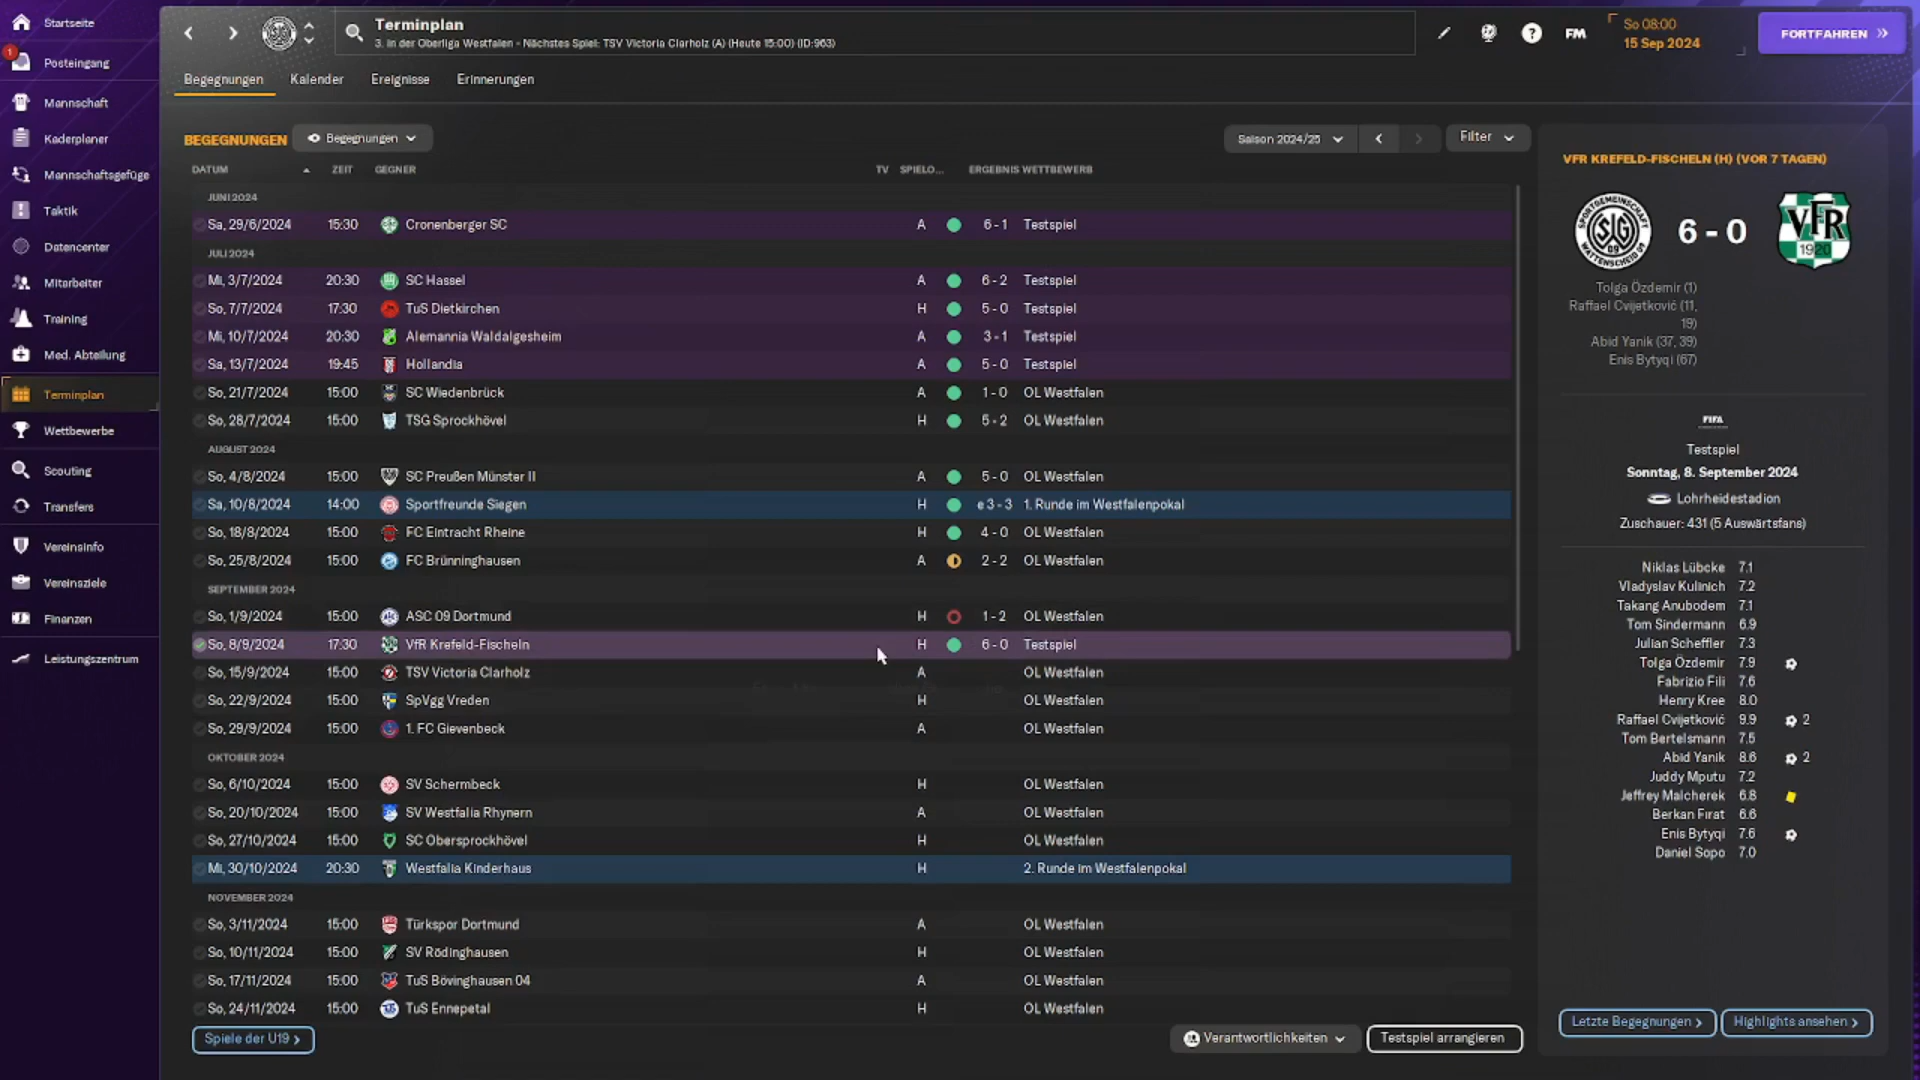 Startseite
1
Posteingang
Mannschaft
Kaderplaner
Mannschaftsgefüge
Taktik
Datencenter
Mitarbeiter
Training
Med. Abteilung
Terminplan
Wettbewerbe
Scouting
Transfers
Vereinsinfo
Vereinsziele
Finanzen
Leistungszentrum
Terminplan
3. in der Oberliga Westfalen - Nächstes Spiel: TSV Victoria Clarholz (A) (Heute 15:00) (ID:963)
? FM
So 08:00
15 Sep 2024
FORTFAHREN
Begegnungen Kalender Ereignisse Erinnerungen
BEGEGNUNGEN Begegnungen Saison 2024/25 Filter
DATUM ZEIT GEGNER TV SPIELO... ERGEBNIS WETTBEWERB
JUNI 2024
Sa, 29/6/2024 15:30 Cronenberger SC A 6 - 1 Testspiel
JULI 2024
Mi, 3/7/2024 20:30 SC Hassel A 6 - 2 Testspiel
So, 7/7/2024 17:30 TuS Dietkirchen H 5 - 0 Testspiel
Mi, 10/7/2024 20:30 Alemannia Waldalgesheim A 3 - 1 Testspiel
Sa, 13/7/2024 19:45 Hollandia A 5 - 0 Testspiel
So, 21/7/2024 15:00 SC Wiedenbrück A 1 - 0 OL Westfalen
So, 28/7/2024 15:00 TSG Sprockhövel H 5 - 2 OL Westfalen
AUGUST 2024
So, 4/8/2024 15:00 SC Preußen Münster II A 5 - 0 OL Westfalen
Sa, 10/8/2024 14:00 Sportfreunde Siegen H e 3 - 3 1. Runde im Westfalenpokal
So, 18/8/2024 15:00 FC Eintracht Rheine H 4 - 0 OL Westfalen
So, 25/8/2024 15:00 FC Brünninghausen A 2 - 2 OL Westfalen
SEPTEMBER 2024
So, 1/9/2024 15:00 ASC 09 Dortmund H 1 - 2 OL Westfalen
So, 8/9/2024 17:30 VfR Krefeld-Fischeln H 6 - 0 Testspiel
So, 15/9/2024 15:00 TSV Victoria Clarholz A OL Westfalen
So, 22/9/2024 15:00 SpVgg Vreden H OL Westfalen
So, 29/9/2024 15:00 1. FC Gievenbeck A OL Westfalen
OKTOBER 2024
So, 6/10/2024 15:00 SV Schermbeck H OL Westfalen
So, 20/10/2024 15:00 SV Westfalia Rhynern A OL Westfalen
So, 27/10/2024 15:00 SC Obersprockhövel H OL Westfalen
Mi, 30/10/2024 20:30 Westfalia Kinderhaus H 2. Runde im Westfalenpokal
NOVEMBER 2024
So, 3/11/2024 15:00 Türkspor Dortmund A OL Westfalen
So, 10/11/2024 15:00 SV Rödinghausen H OL Westfalen
So, 17/11/2024 15:00 TuS Bövinghausen 04 A OL Westfalen
So, 24/11/2024 15:00 TuS Ennepetal H OL Westfalen
Spiele der U19 Verantwortlichkeiten Testspiel arrangieren
VFR KREFELD-FISCHELN (H) (VOR 7 TAGEN)
SPORTGEMEINSCHAFT SG 09 WATTENSCHEID 09
6 - 0
VFR 1920
Tolga Özdemir (1)
Raffael Cvijetković (11,
19)
Abid Yanik (37, 39)
Enis Bytyqi (67)
FIFA
Testspiel
Sonntag, 8. September 2024
Lohrheidestadion
Zuschauer: 431 (5 Auswärtsfans)
Niklas Lübcke 7.1
Vladyslav Kulinich 7.2
Takang Anubodem 7.1
Tom Sindermann 6.9
Julian Scheffler 7.3
Tolga Özdemir 7.9
Fabrizio Fili 7.6
Henry Kree 8.0
Raffael Cvijetković 9.9 2
Tom Bertelsmann 7.5
Abid Yanik 8.6 2
Juddy Mputu 7.2
Jeffrey Malcherek 6.8
Berkan Fırat 6.6
Enis Bytyqi 7.6
Daniel Sopo 7.0
Letzte Begegnungen Highlights ansehen